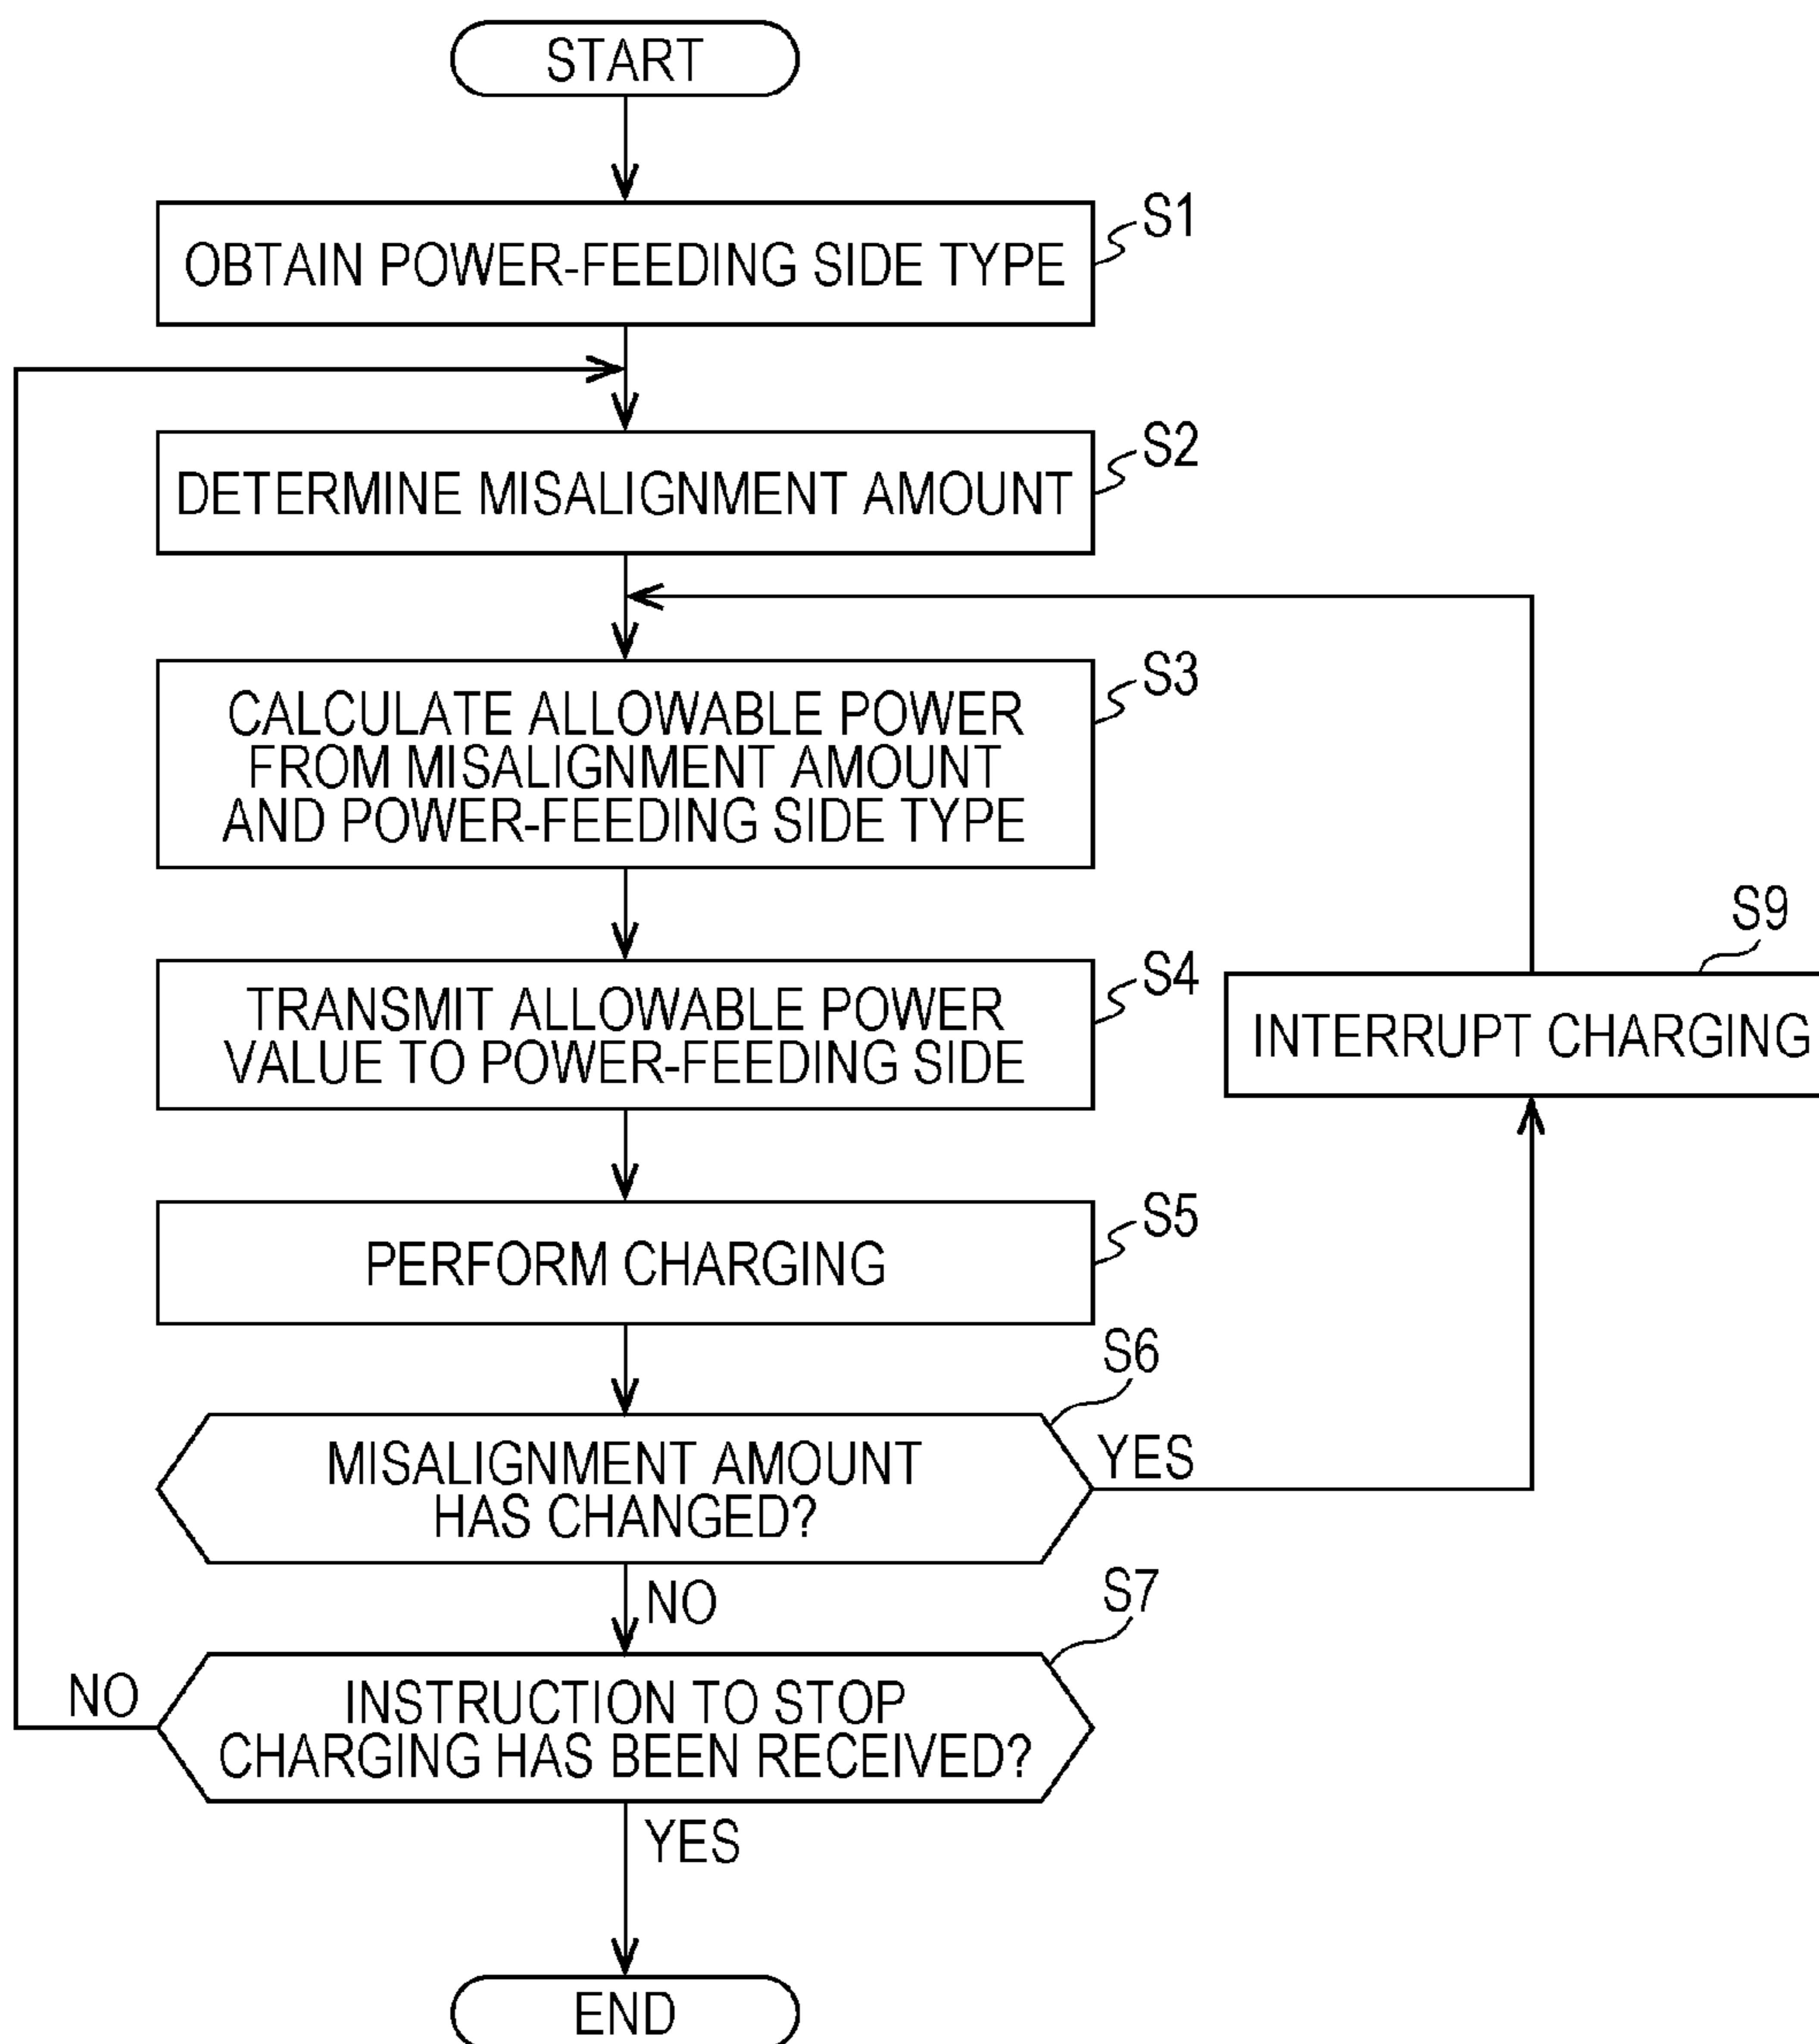 START
S1
OBTAIN POWER-FEEDING SIDE TYPE
S2
DETERMINE MISALIGNMENT AMOUNT
S3
CALCULATE ALLOWABLE POWER
FROM MISALIGNMENT AMOUNT
AND POWER-FEEDING SIDE TYPE
S9
S4
TRANSMIT ALLOWABLE POWER
VALUE TO POWER-FEEDING SIDE
INTERRUPT CHARGING
S5
PERFORM CHARGING
S6
MISALIGNMENT AMOUNT
HAS CHANGED?
YES
NO
S7
NO
INSTRUCTION TO STOP
CHARGING HAS BEEN RECEIVED?
YES
END